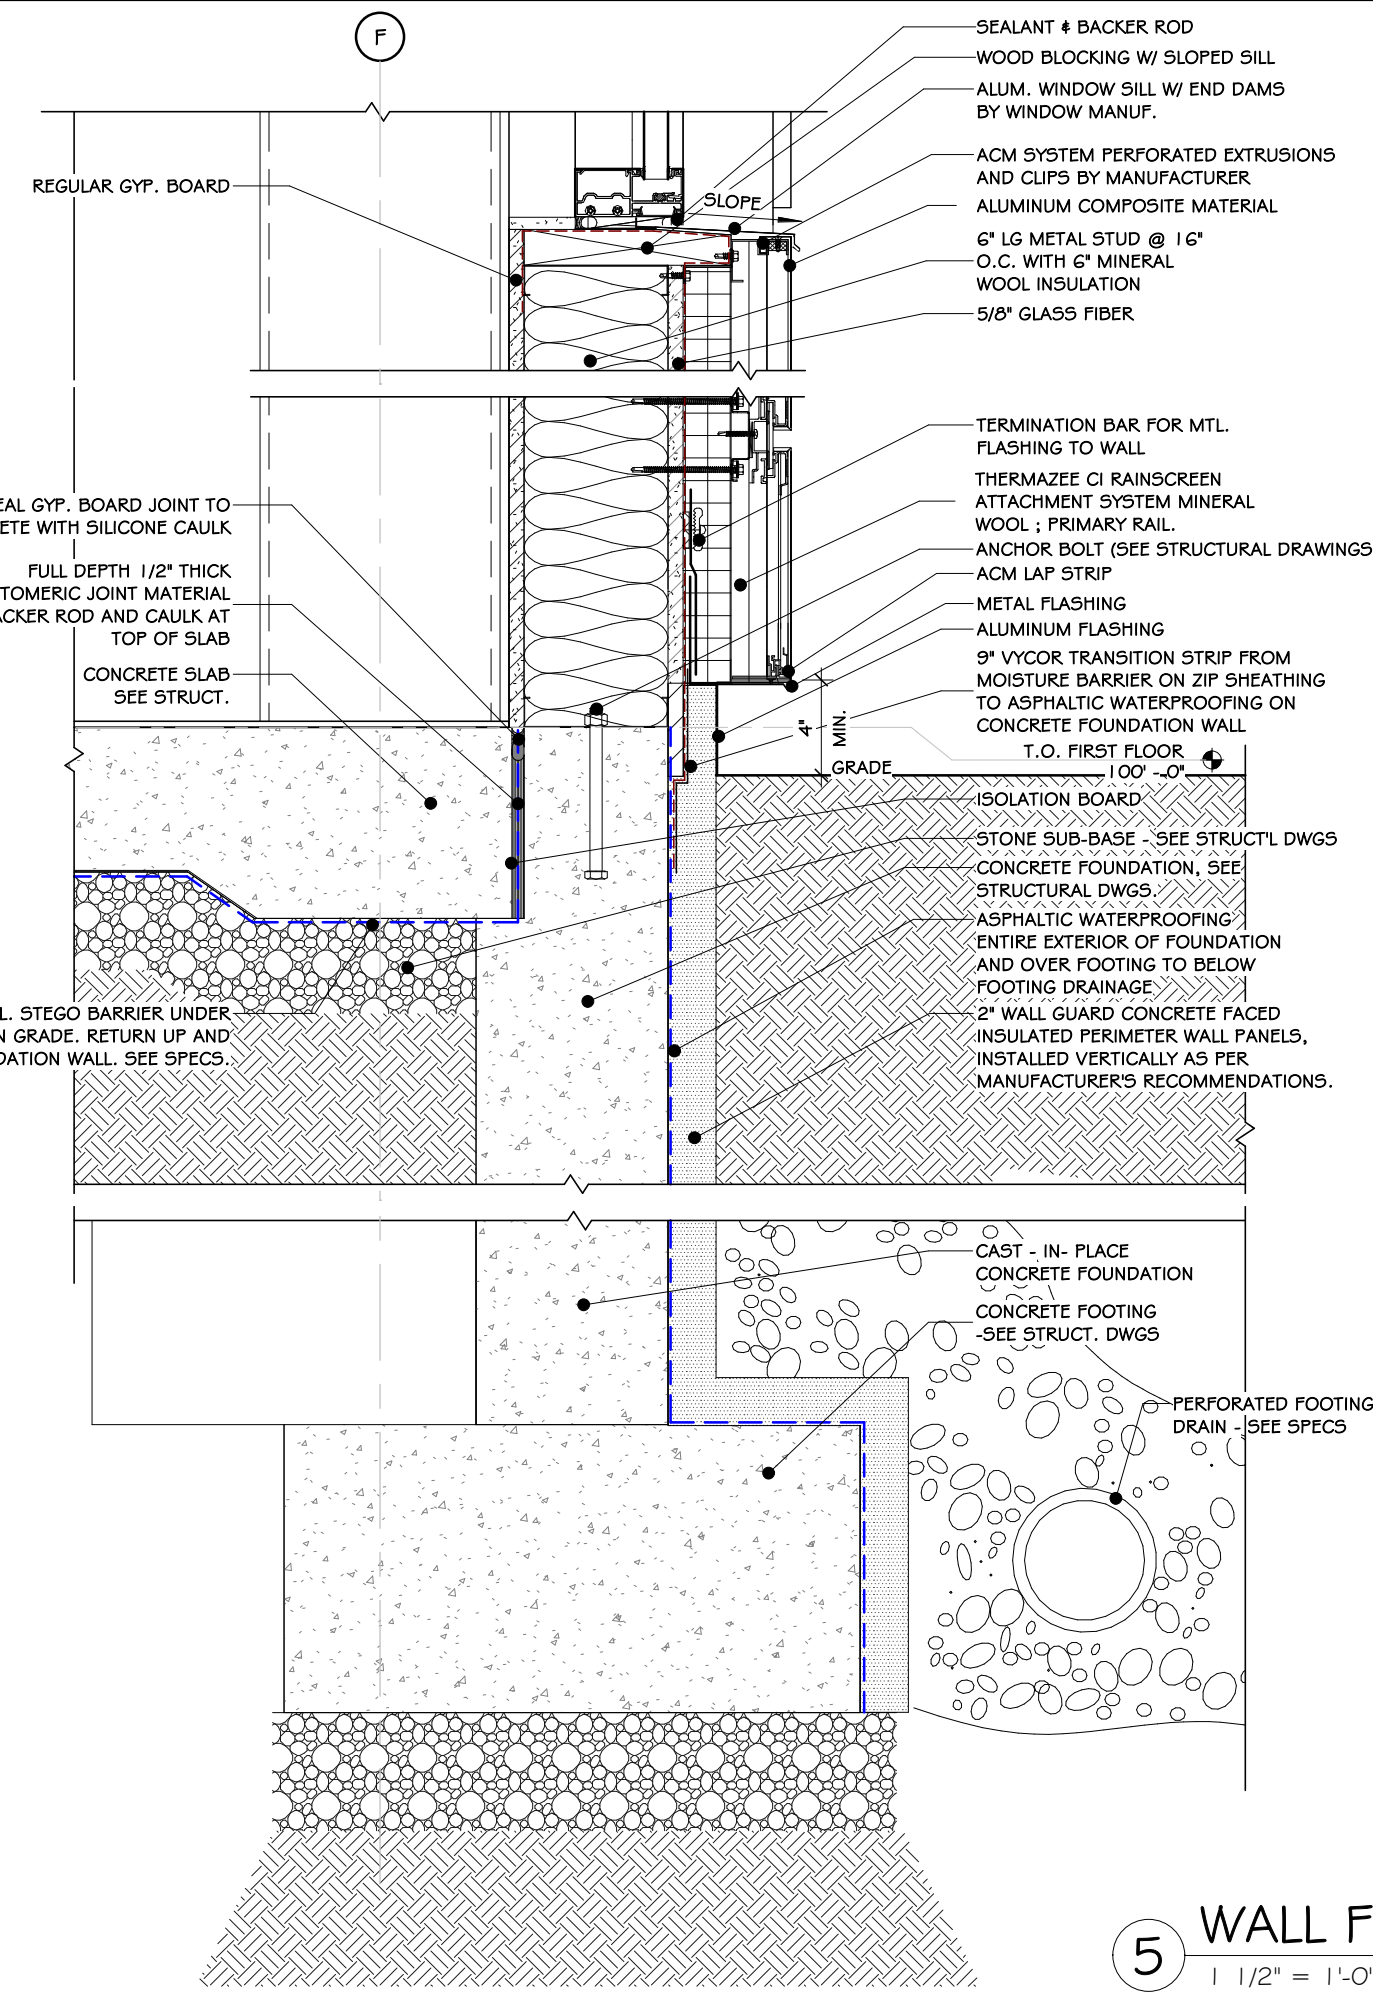 F
SEALANT & BACKER ROD
WOOD BLOCKING W/ SLOPED SILL
ALUM. WINDOW SILL W/ END DAMS
BY WINDOW MANUF.
ACM SYSTEM PERFORATED EXTRUSIONS
AND CLIPS BY MANUFACTURER
ALUMINUM COMPOSITE MATERIAL
6" LG METAL STUD @ 16"
O.C. WITH 6" MINERAL
WOOL INSULATION
5/8" GLASS FIBER
REGULAR GYP. BOARD
SLOPE
TERMINATION BAR FOR MTL.
FLASHING TO WALL
THERMAZEE CI RAINSCREEN
ATTACHMENT SYSTEM MINERAL
WOOL ; PRIMARY RAIL.
ANCHOR BOLT (SEE STRUCTURAL DRAWINGS
ACM LAP STRIP
METAL FLASHING
ALUMINUM FLASHING
9" VYCOR TRANSITION STRIP FROM
MOISTURE BARRIER ON ZIP SHEATHING
TO ASPHALTIC WATERPROOFING ON
CONCRETE FOUNDATION WALL
T.O. FIRST FLOOR
100' -0"
EAL GYP. BOARD JOINT TO
ETE WITH SILICONE CAULK
FULL DEPTH 1/2" THICK
TOMERIC JOINT MATERIAL
ACKER ROD AND CAULK AT
TOP OF SLAB
CONCRETE SLAB
SEE STRUCT.
4"
MIN.
GRADE
ISOLATION BOARD
STONE SUB-BASE - SEE STRUCT'L DWGS
CONCRETE FOUNDATION, SEE
STRUCTURAL DWGS.
ASPHALTIC WATERPROOFING
ENTIRE EXTERIOR OF FOUNDATION
AND OVER FOOTING TO BELOW
FOOTING DRAINAGE
2" WALL GUARD CONCRETE FACED
INSULATED PERIMETER WALL PANELS,
INSTALLED VERTICALLY AS PER
MANUFACTURER'S RECOMMENDATIONS.
L. STEGO BARRIER UNDER
N GRADE. RETURN UP AND
DATION WALL. SEE SPECS.
CAST - IN- PLACE
CONCRETE FOUNDATION
CONCRETE FOOTING
-SEE STRUCT. DWGS
PERFORATED FOOTING
DRAIN - SEE SPECS
5
WALL F
1 1/2" = 1'-0"